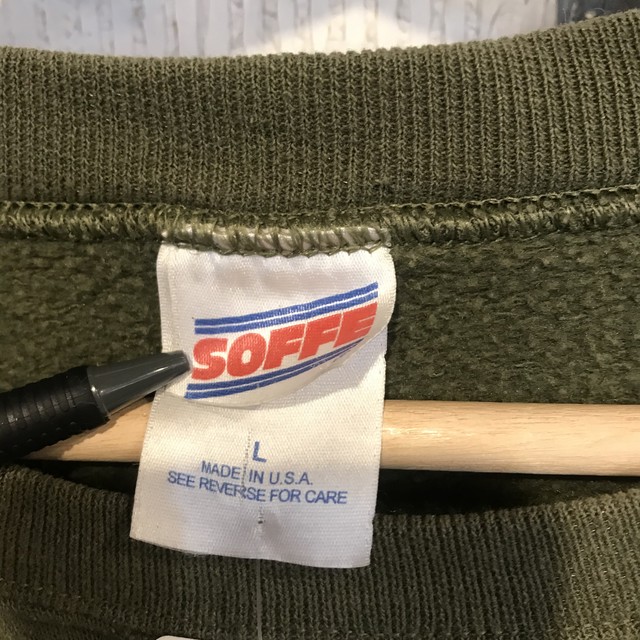 SOFFE
L
MADE IN U.S.A.
SEE REVERSE FOR CARE